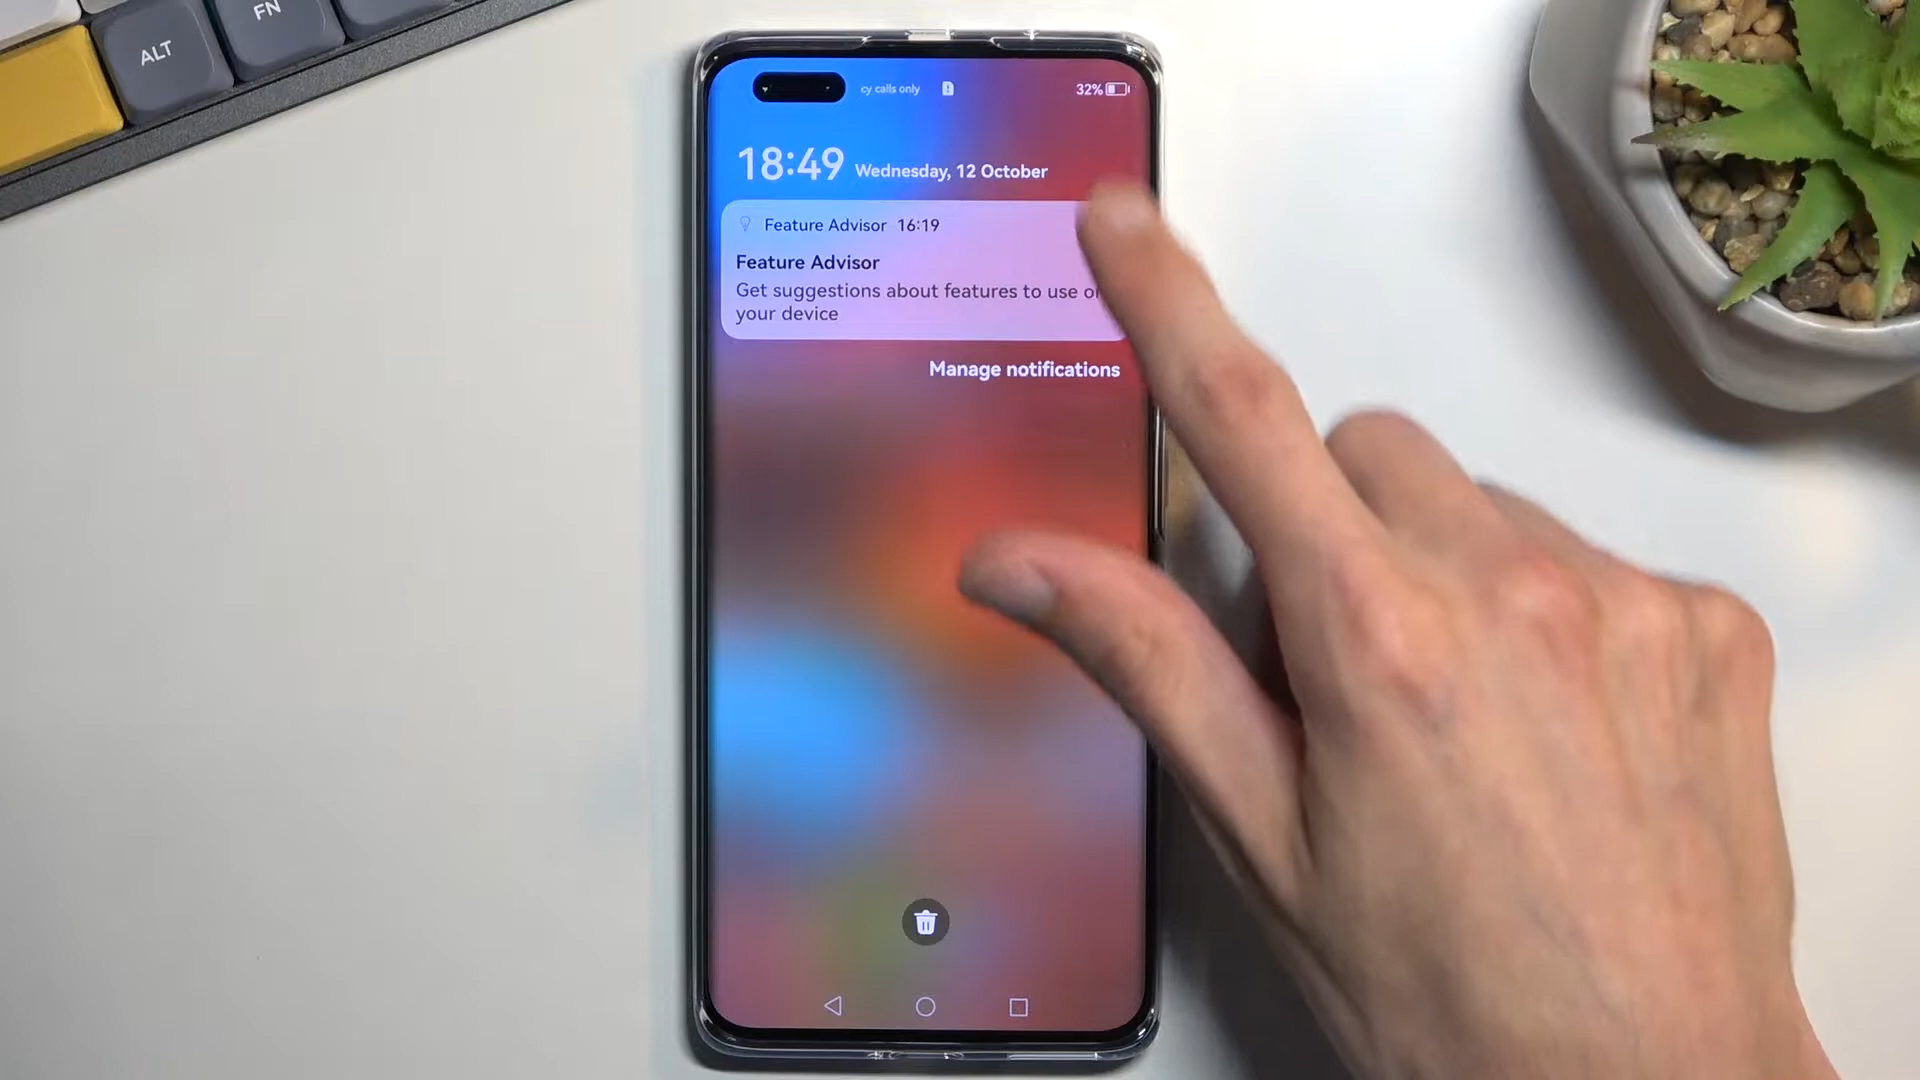 FN
ALT
cy calls only
32%
18:49 Wednesday, 12 October
Feature Advisor 16:19
Feature Advisor
Get suggestions about features to use
your device
Manage notifications